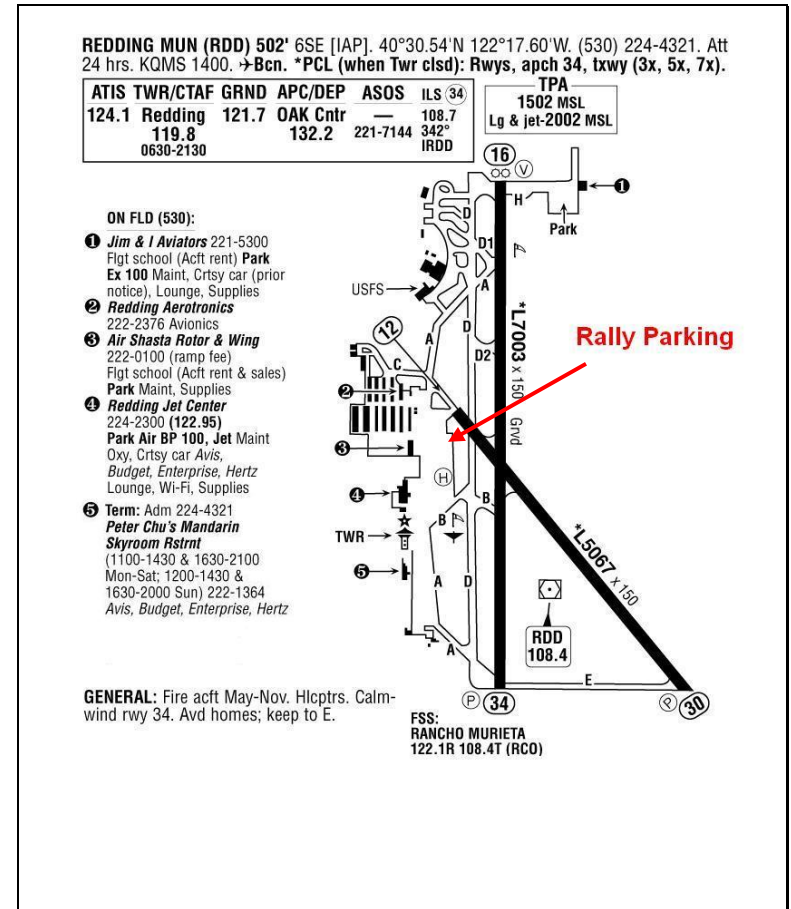 REDDING MUN (RDD) 502' 6SE [IAP]. 40°30.54'N 122°17.60'W. (530) 224-4321. Att
24 hrs. KQMS 1400. ✈Bcn. *PCL (when Twr clsd): Rwys, apch 34, txwy (3x, 5x, 7x).
ATIS TWR/CTAF GRND APC/DEP ASOS ILS 34
124.1 Redding 121.7 OAK Cntr — 108.7
119.8 132.2 221-7144 342°
0630-2130 IRDD
TPA
1502 MSL
Lg & jet-2002 MSL
ON FLD (530):
❶ Jim & I Aviators 221-5300
Flgt school (Acft rent) Park
Ex 100 Maint, Crtsy car (prior
notice), Lounge, Supplies
❷ Redding Aerotronics
222-2376 Avionics
❸ Air Shasta Rotor & Wing
222-0100 (ramp fee)
Flgt school (Acft rent & sales)
Park Maint, Supplies
❹ Redding Jet Center
224-2300 (122.95)
Park Air BP 100, Jet Maint
Oxy, Crtsy car Avis,
Budget, Enterprise, Hertz
Lounge, Wi-Fi, Supplies
❺ Term: Adm 224-4321
Peter Chu's Mandarin
Skyroom Rstrnt
(1100-1430 & 1630-2100
Mon-Sat; 1200-1430 &
1630-2000 Sun) 222-1364
Avis, Budget, Enterprise, Hertz
16
V
❶
H
Park
D
D1
USFS
A
*L7003 x 150 Grvd
Rally Parking
12
A
D
D2
C
❷
❸
H
❹
B
B
TWR
*L5067 x 150
❺
A
D
RDD
108.4
A
E
P
34
P
30
GENERAL: Fire acft May-Nov. Hlcptrs. Calm-
wind rwy 34. Avd homes; keep to E.
FSS:
RANCHO MURIETA
122.1R 108.4T (RCO)